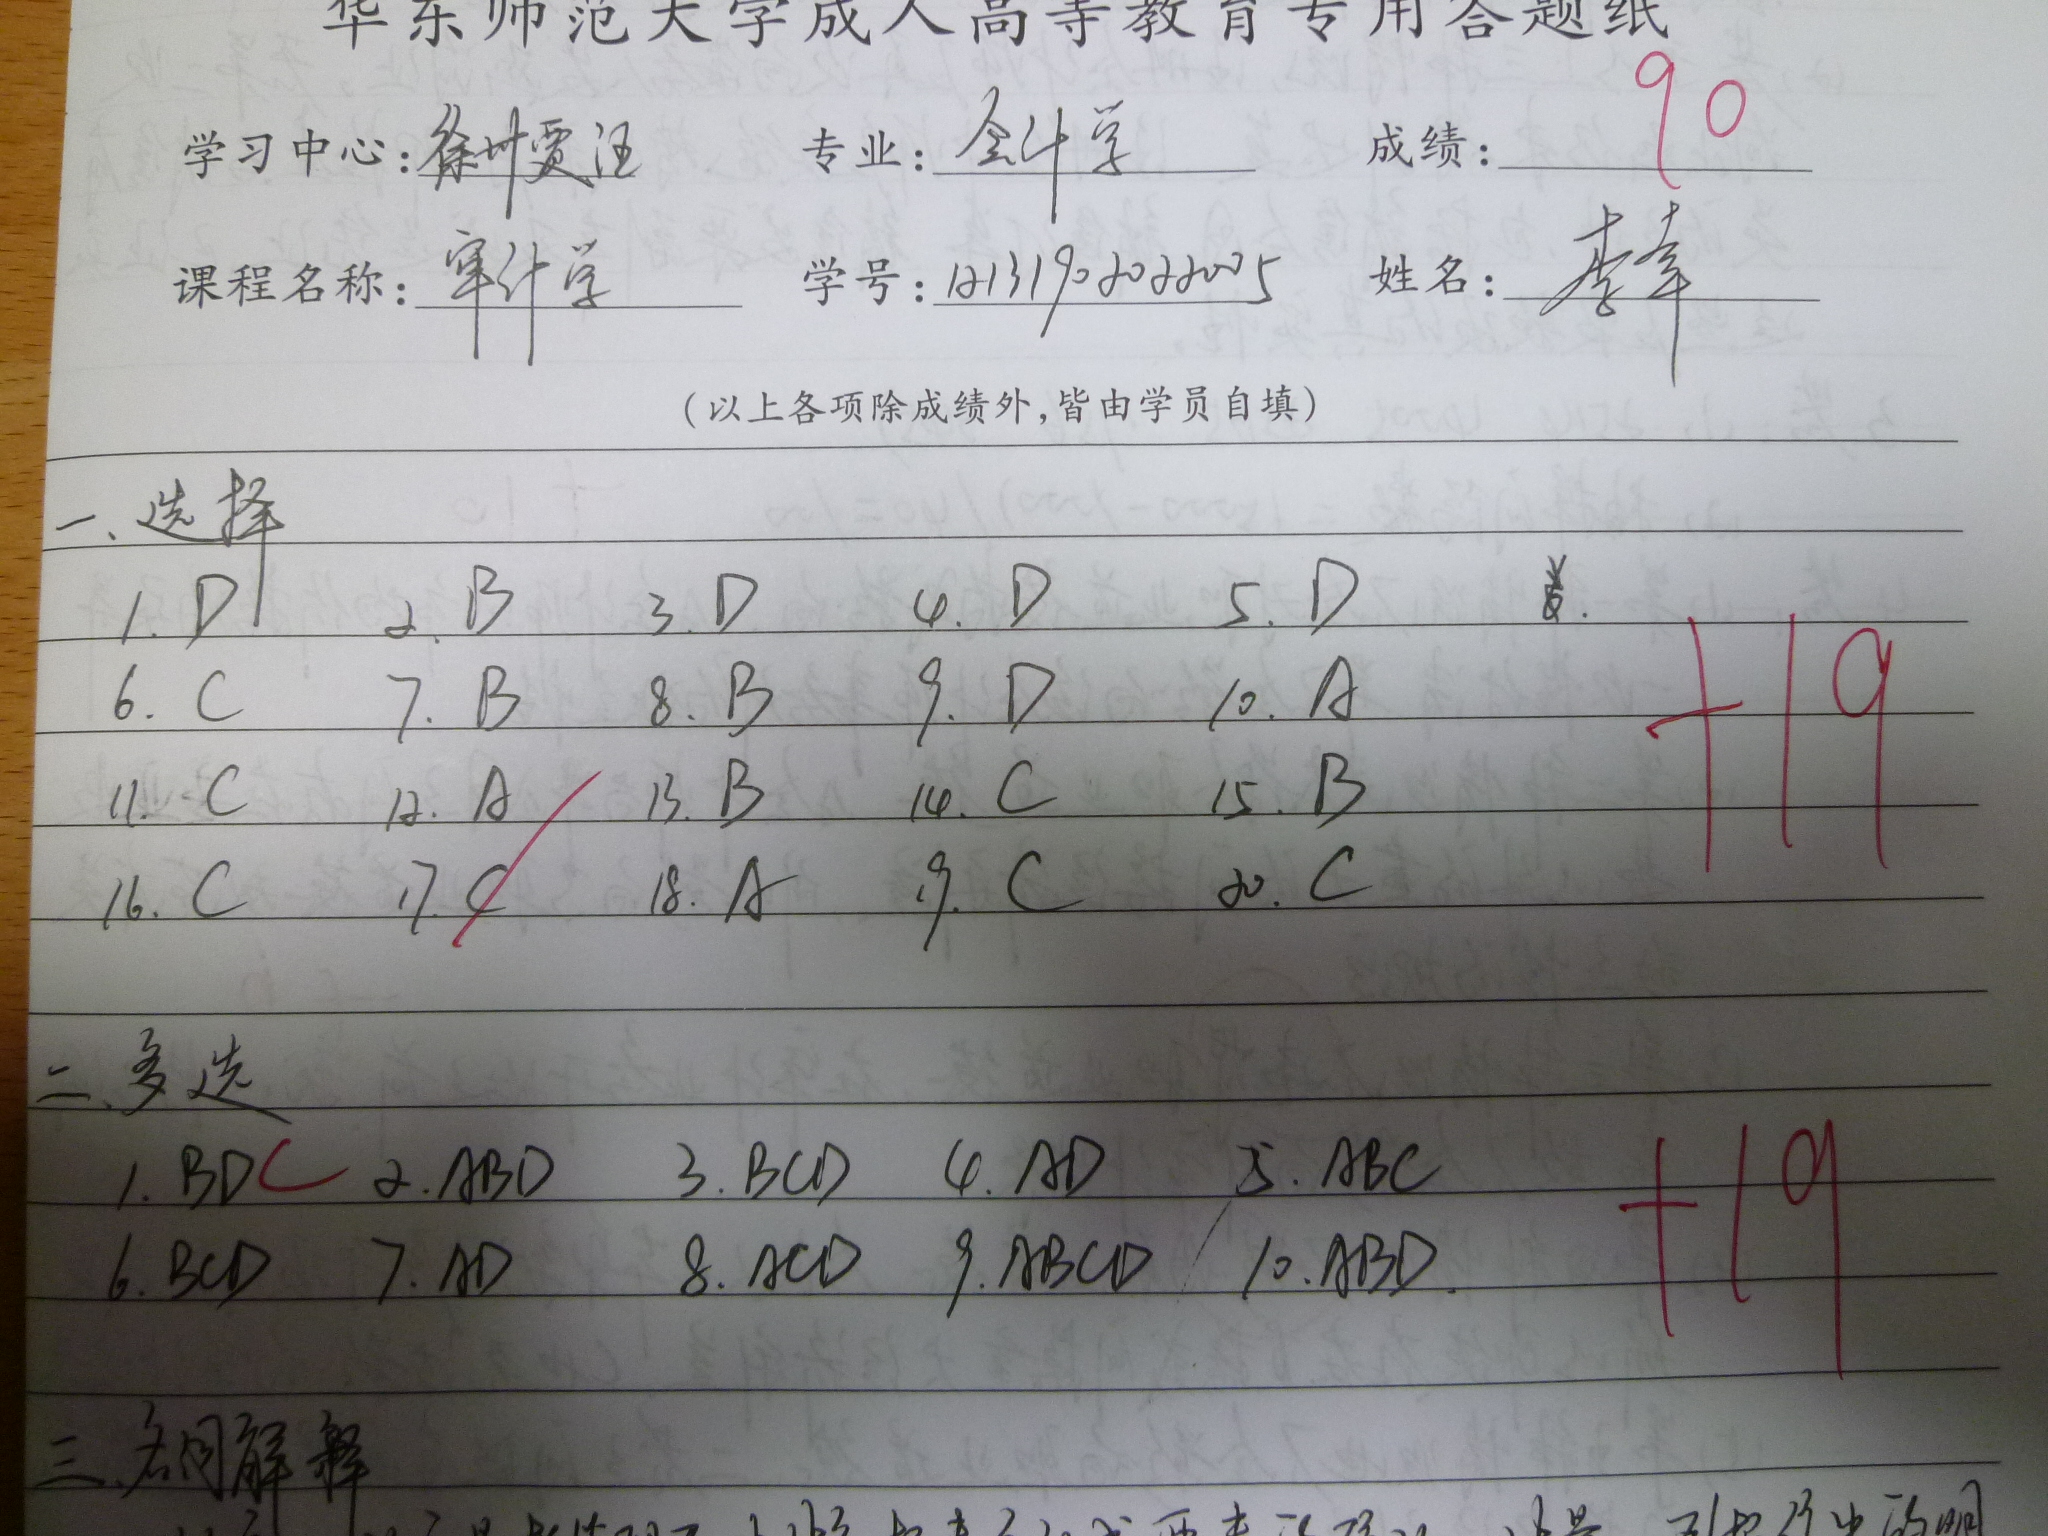 华东师范大学成人高等教育专用答题纸
学习中心：徐州贾汪 专业：会计学 成绩：90
课程名称：审计学 学号：12131902022005 姓名：李幸
（以上各项除成绩外，皆由学员自填）
一、选择
1. D 2. B 3. D 4. D 5. D
6. C 7. B 8. B 9. D 10. A
+19
11. C 12. A 13. B 14. C 15. B
16. C 17. C 18. A 19. C 20. C
二、多选
1. BDC 2. ABD 3. BCD 4. AD 5. ABC
+19
6. BCD 7. AD 8. ACD 9. ABCD 10. ABD.
三、名词解释